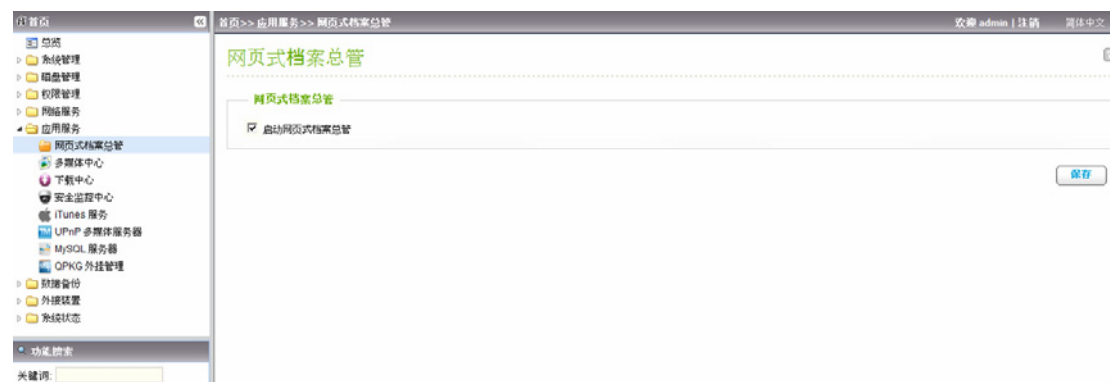 首页
首页>> 应用服务>> 网页式档案总管
欢迎 admin | 注销
简体中文
总览
系统管理
磁盘管理
权限管理
网络服务
应用服务
网页式档案总管
多媒体中心
下载中心
安全监控中心
iTunes 服务
UPnP 多媒体服务器
MySQL 服务器
QPKG 外挂管理
数据备份
外接装置
系统状态
功能搜索
关键词:
网页式档案总管
网页式档案总管
启动网页式档案总管
保存